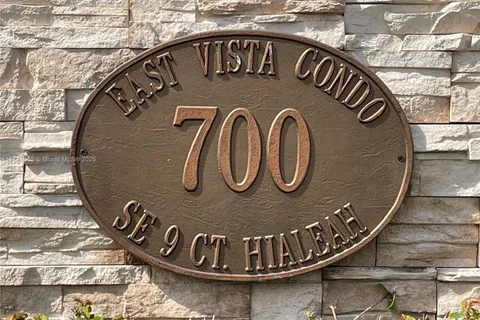 EAST VISTA CONDO
700
SE 9 CT. HIALEAH